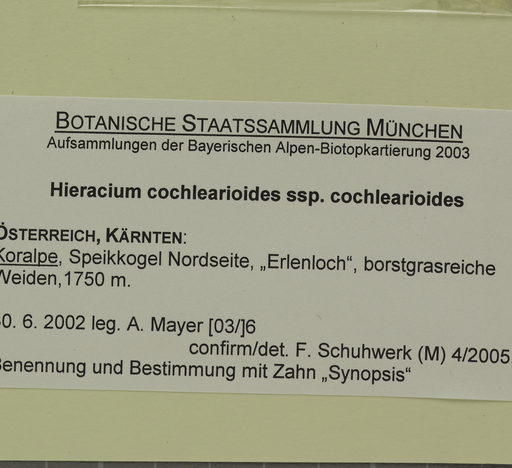 BOTANISCHE STAATSSAMMLUNG MÜNCHEN
Aufsammlungen der Bayerischen Alpen-Biotopkartierung 2003
Hieracium cochlearioides ssp. cochlearioides
ÖSTERREICH, KÄRNTEN:
Koralpe, Speikkogel Nordseite, „Erlenloch“, borstgrasreiche
Weiden,1750 m.
0. 6. 2002 leg. A. Mayer [03/]6
confirm/det. F. Schuhwerk (M) 4/2005
Benennung und Bestimmung mit Zahn „Synopsis“